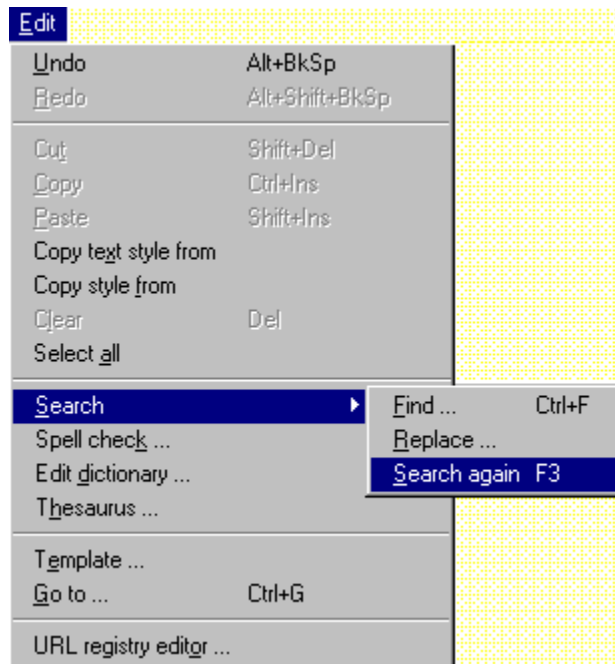 Edit
Undo Alt+BkSp
Redo Alt+Shift+BkSp
Cut Shift+Del
Copy Ctrl+Ins
Paste Shift+Ins
Copy text style from
Copy style from
Clear Del
Select all
Search
Find ... Ctrl+F
Replace ...
Search again F3
Spell check ...
Edit dictionary ...
Thesaurus ...
Template ...
Go to ... Ctrl+G
URL registry editor ...